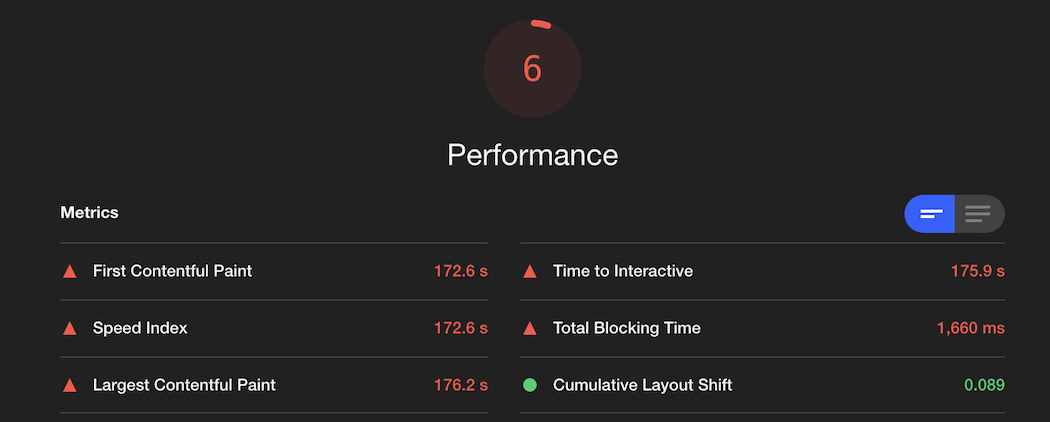 6
Performance
Metrics
First Contentful Paint 172.6 s
Time to Interactive 175.9 s
Speed Index 172.6 s
Total Blocking Time 1,660 ms
Largest Contentful Paint 176.2 s
Cumulative Layout Shift 0.089